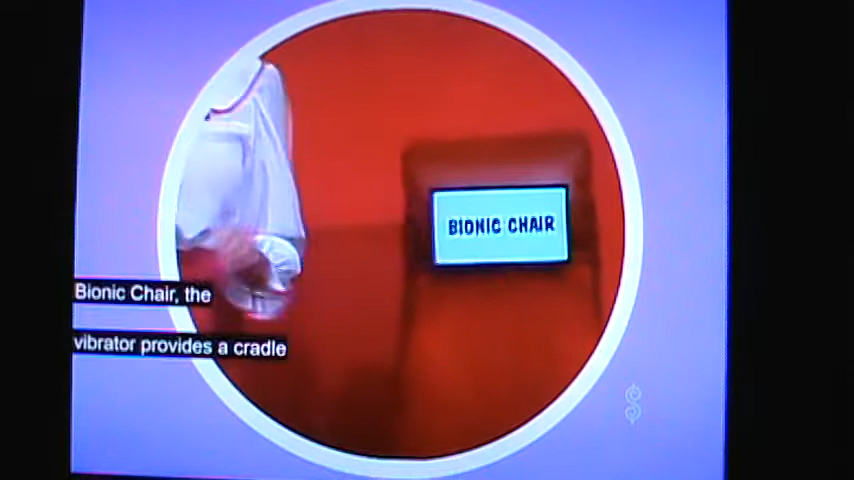 BIONIC CHAIR
Bionic Chair, the
vibrator provides a cradle